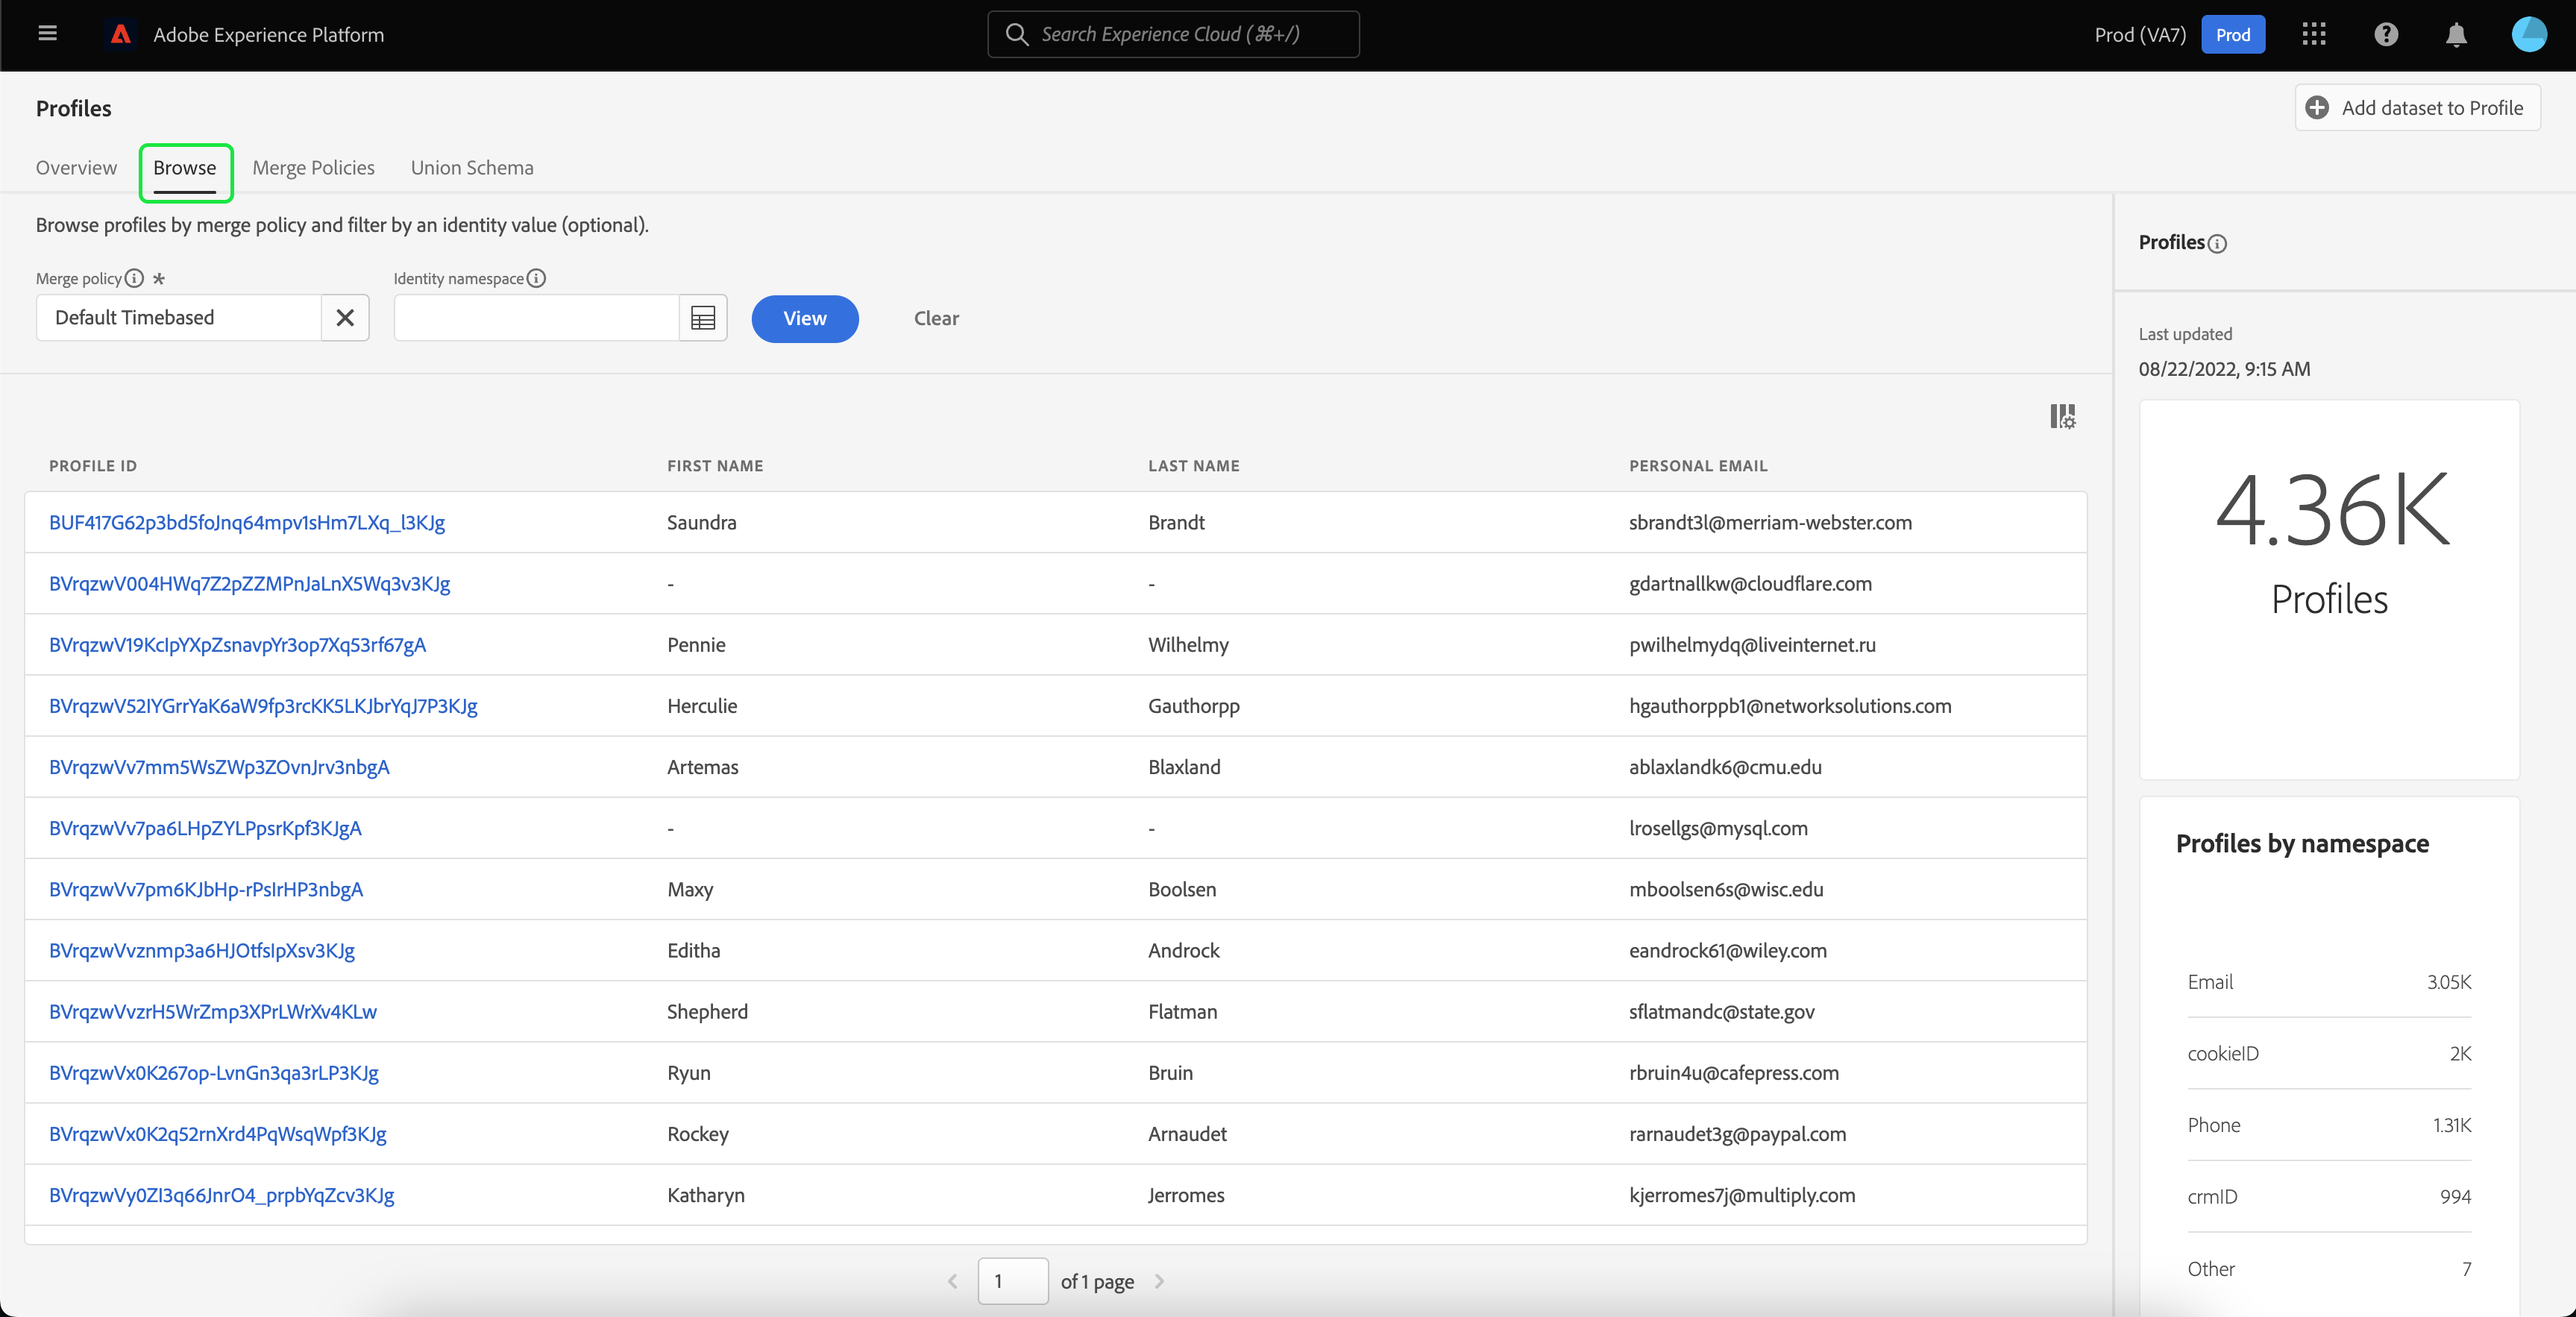 Adobe Experience Platform
Search Experience Cloud (⌘+/)
Prod (VA7)
Prod
Profiles
Add dataset to Profile
Overview
Browse
Merge Policies
Union Schema
Browse profiles by merge policy and filter by an identity value (optional).
Merge policy *
Identity namespace
Default Timebased
View
Clear
PROFILE ID FIRST NAME LAST NAME PERSONAL EMAIL
BUF417G62p3bd5foJnq64mpv1sHm7LXq_l3KJg Saundra Brandt sbrandt3l@merriam-webster.com
BVrqzwV004HWq7Z2pZZMPnJaLnX5Wq3v3KJg - - gdartnallkw@cloudflare.com
BVrqzwV19KcIpYXpZsnavpYr3op7Xq53rf67gA Pennie Wilhelmy pwilhelmydq@liveinternet.ru
BVrqzwV52IYGrrYaK6aW9fp3rcKK5LKJbrYqJ7P3KJg Herculie Gauthorpp hgauthorppb1@networksolutions.com
BVrqzwVv7mm5WsZWp3ZOvnJrv3nbgA Artemas Blaxland ablaxlandk6@cmu.edu
BVrqzwVv7pa6LHpZYLPpsrKpf3KJgA - - lrosellgs@mysql.com
BVrqzwVv7pm6KJbHp-rPsIrHP3nbgA Maxy Boolsen mboolsen6s@wisc.edu
BVrqzwVvznmp3a6HJOtfsIpXsv3KJg Editha Androck eandrock61@wiley.com
BVrqzwVvzrH5WrZmp3XPrLWrXv4KLw Shepherd Flatman sflatmandc@state.gov
BVrqzwVx0K267op-LvnGn3qa3rLP3KJg Ryun Bruin rbruin4u@cafepress.com
BVrqzwVx0K2q52rnXrd4PqWsqWpf3KJg Rockey Arnaudet rarnaudet3g@paypal.com
BVrqzwVy0ZI3q66JnrO4_prpbYqZcv3KJg Katharyn Jerromes kjerromes7j@multiply.com
1 of 1 page
Profiles
Last updated
08/22/2022, 9:15 AM
4.36K
Profiles
Profiles by namespace
Email 3.05K
cookieID 2K
Phone 1.31K
crmID 994
Other 7